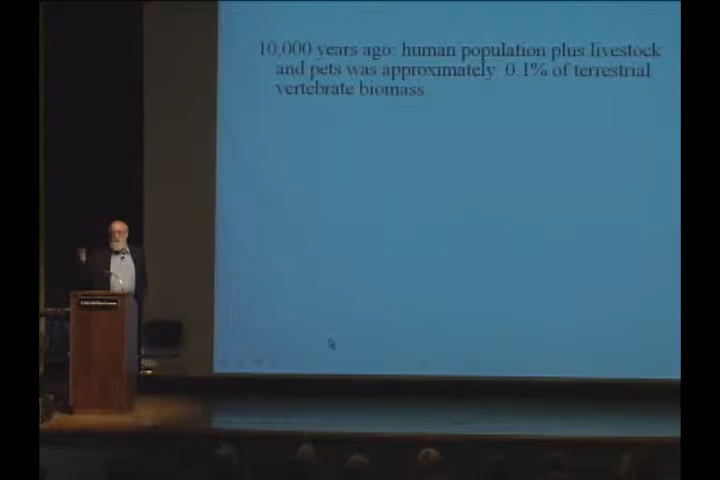 10,000 years ago: human population plus livestock
and pets was approximately 0.1% of terrestrial
vertebrate biomass.